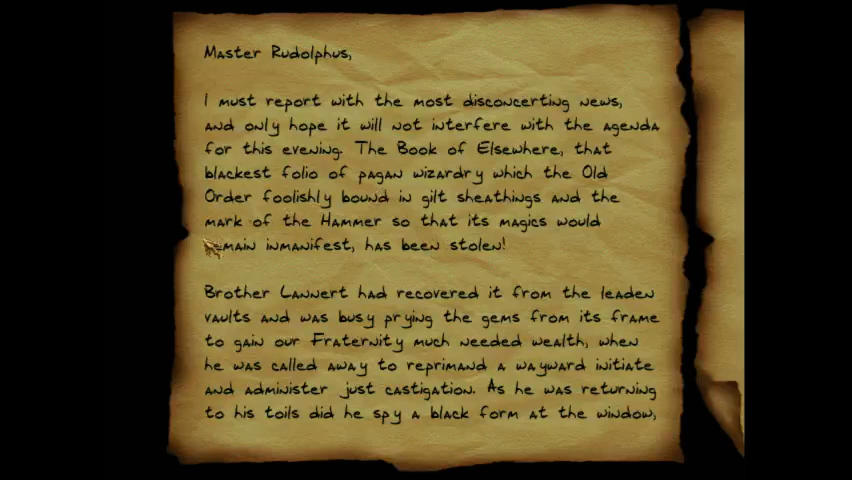 Master Rudolphus,
I must report with the most disconcerting news,
and only hope it will not interfere with the agenda
for this evening. The Book of Elsewhere, that
blackest folio of pagan wizardry which the Old
Order foolishly bound in gilt sheathings and the
mark of the Hammer so that its magics would
remain inmanifest, has been stolen!
Brother Lannert had recovered it from the leaden
vaults and was busy prying the gems from its frame
to gain our Fraternity much needed wealth, when
he was called away to reprimand a wayward initiate
and administer just castigation. As he was returning
to his toils did he spy a black form at the window,